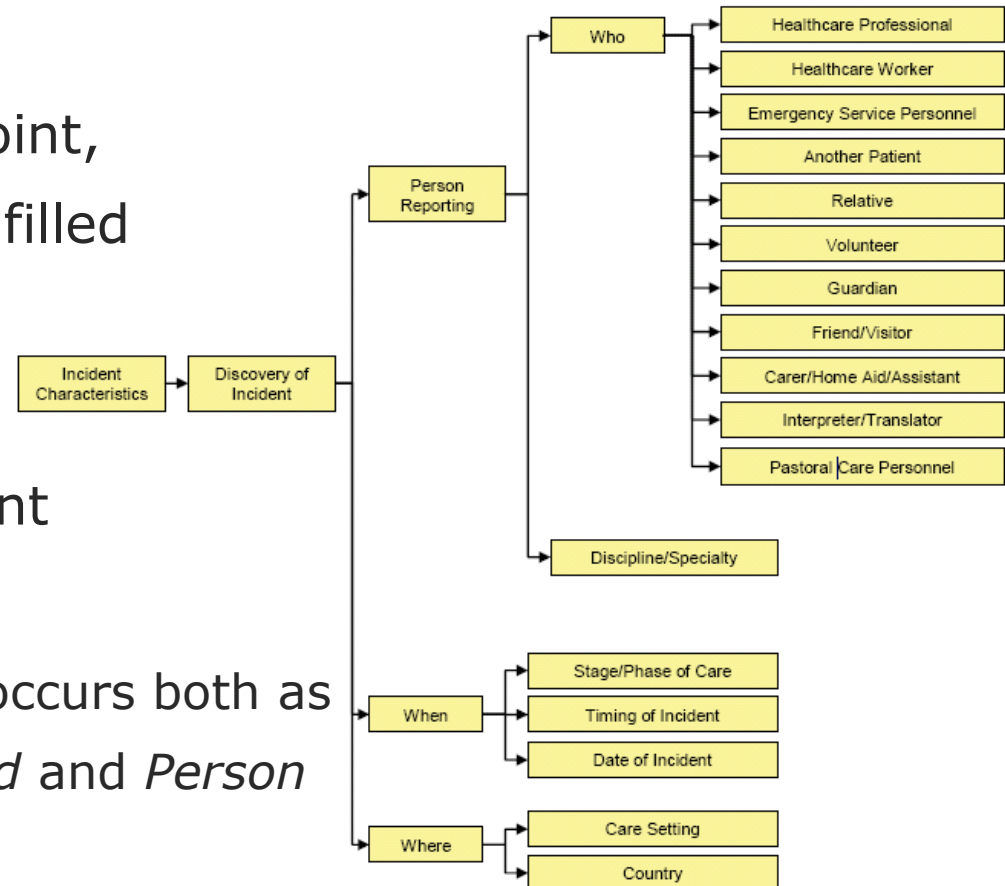 oint,
filled
nt
occurs both as
d and Person
Incident
Characteristics
Discovery of
Incident
Person
Reporting
Who
Healthcare Professional
Healthcare Worker
Emergency Service Personnel
Another Patient
Relative
Volunteer
Guardian
Friend/Visitor
Carer/Home Aid/Assistant
Interpreter/Translator
Pastoral Care Personnel
Discipline/Specialty
When
Stage/Phase of Care
Timing of Incident
Date of Incident
Where
Care Setting
Country